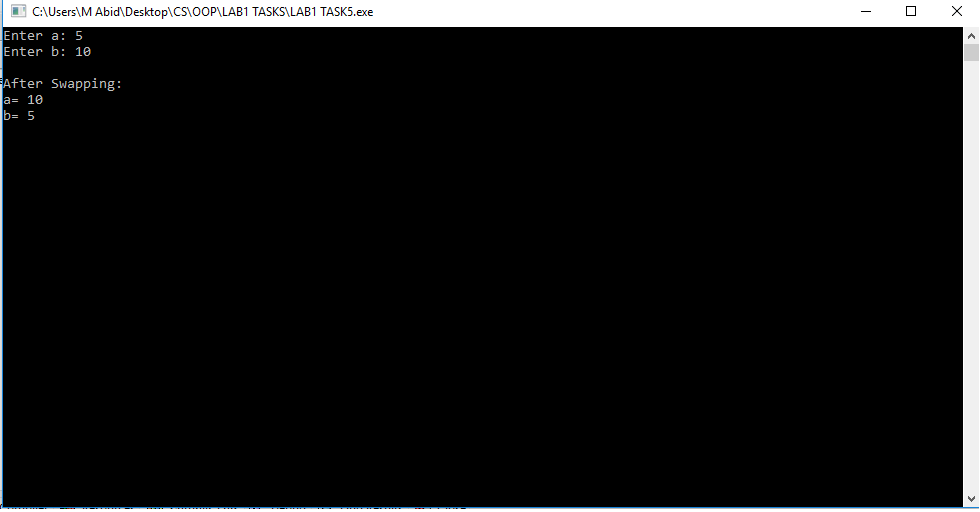 C:\Users\M Abid\Desktop\CS\OOP\LAB1 TASKS\LAB1 TASK5.exe
Enter a: 5
Enter b: 10
After Swapping:
a= 10
b= 5